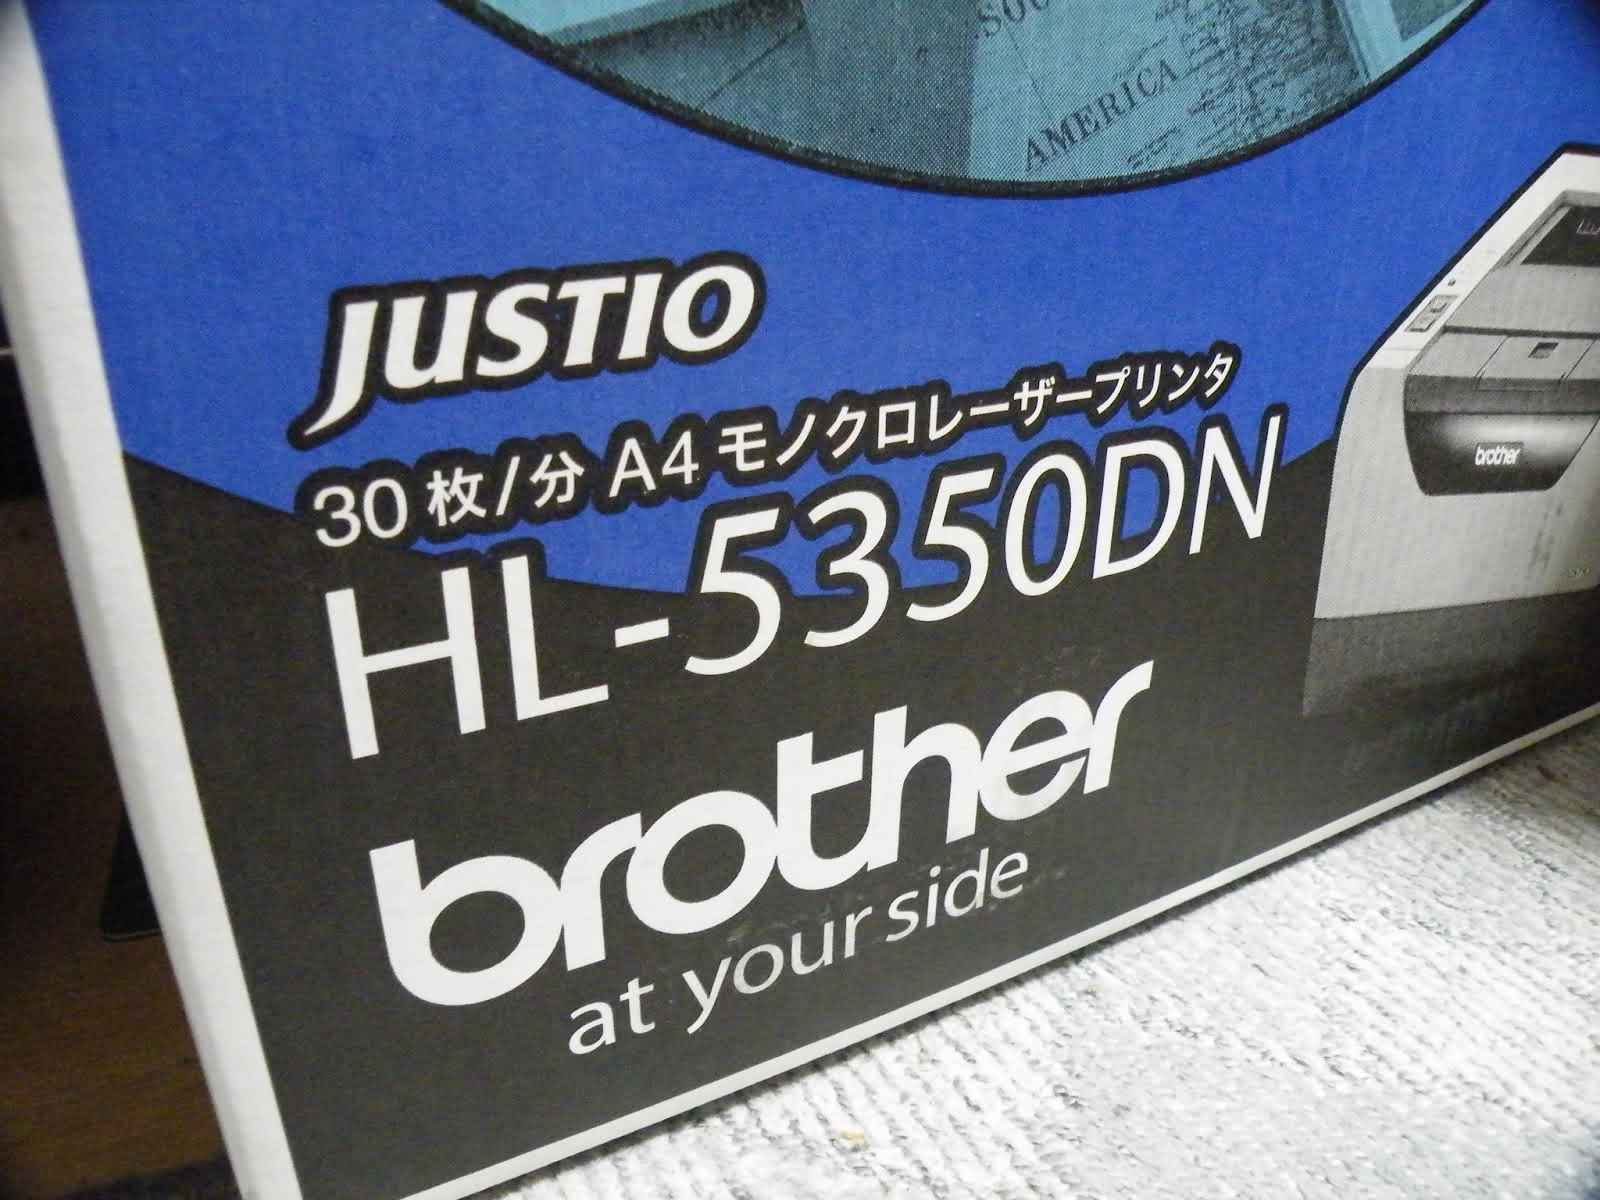 AMERICA
JUSTIO
30枚/分 A4 モノクロレーザープリンタ
HL-5350DN
brother
at your side
brother